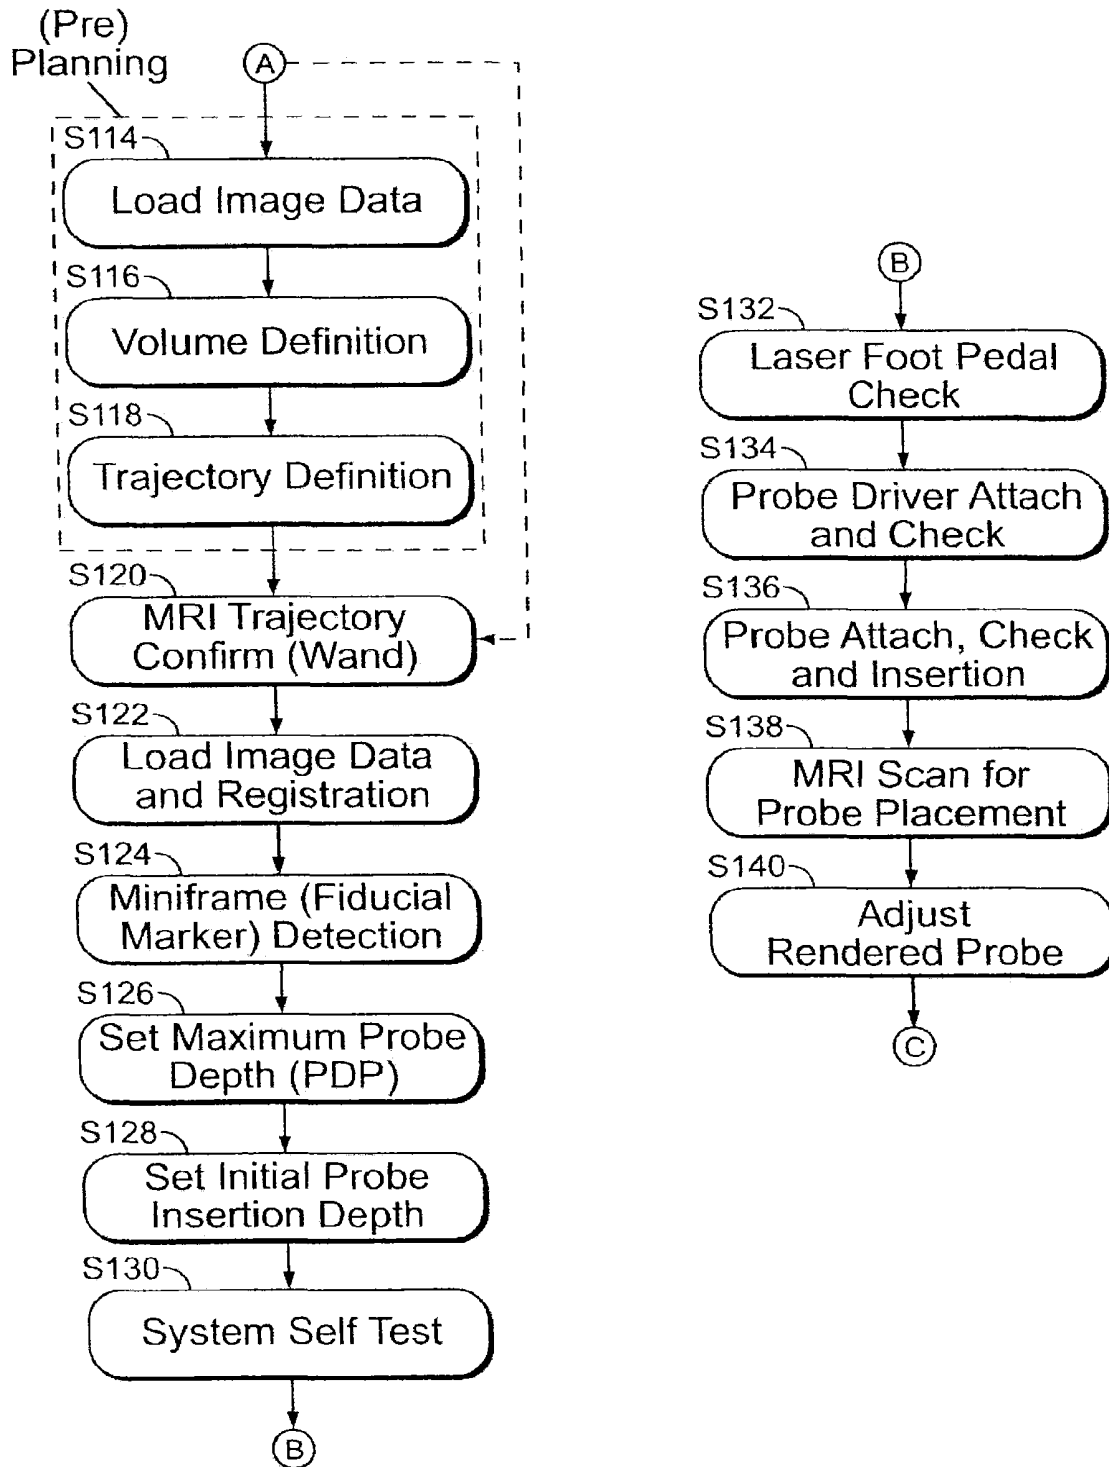 (Pre)
Planning
A
S114
Load Image Data
S116
Volume Definition
S118
Trajectory Definition
S120
MRI Trajectory
Confirm (Wand)
S122
Load Image Data
and Registration
S124
Miniframe (Fiducial
Marker) Detection
S126
Set Maximum Probe
Depth (PDP)
S128
Set Initial Probe
Insertion Depth
S130
System Self Test
B
B
S132
Laser Foot Pedal
Check
S134
Probe Driver Attach
and Check
S136
Probe Attach, Check
and Insertion
S138
MRI Scan for
Probe Placement
S140
Adjust
Rendered Probe
C